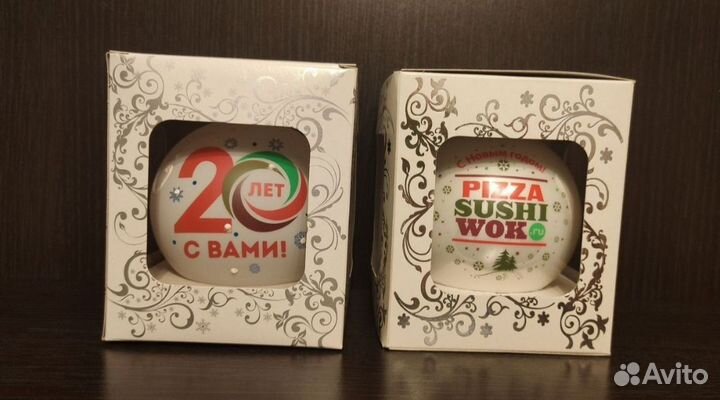 20 ЛЕТ
С ВАМИ!
С НОВЫМ ГОДОМ!
PIZZA
SUSHI
WOK.ru
Avito